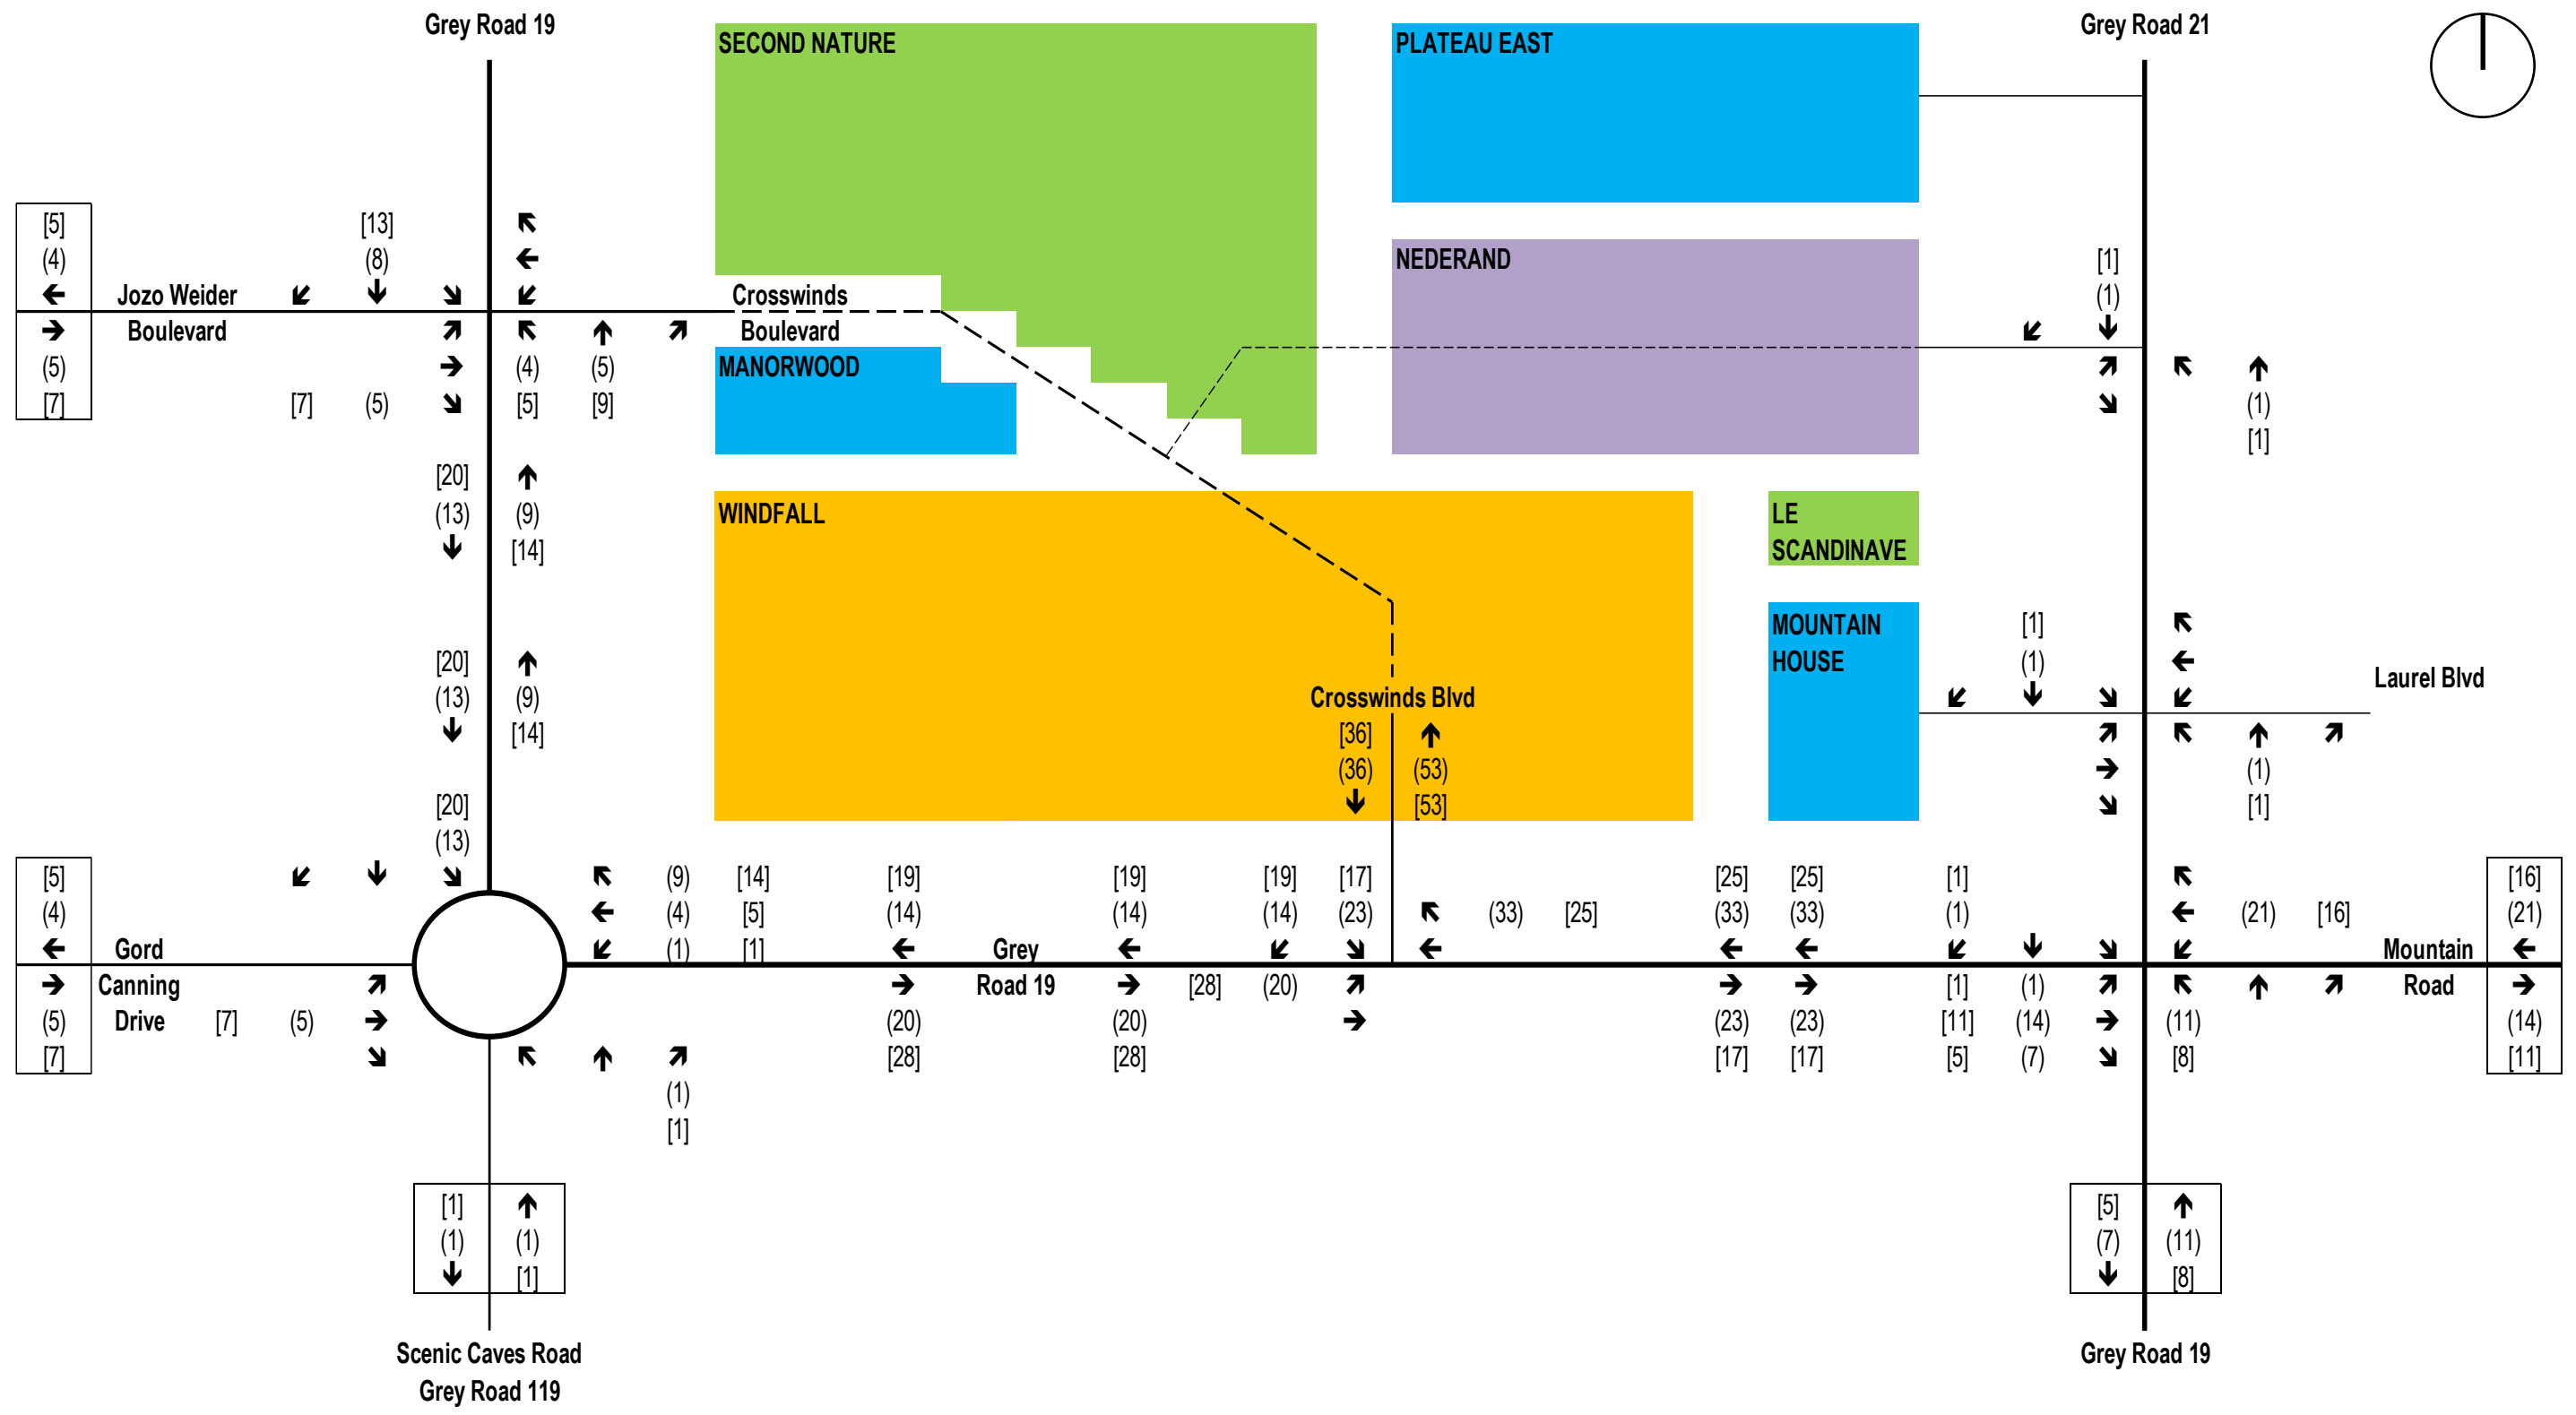 Grey Road 19
SECOND NATURE
PLATEAU EAST
Grey Road 21
[5] [13]
(4) (8)
NEDERAND
[1]
Jozo Weider
Crosswinds
(1)
Boulevard
Boulevard
(5) (4) (5)
MANORWOOD
[7] [7] (5) [5] [9]
(1)
[1]
[20]
(13) (9)
[14]
WINDFALL
LE
SCANDINAVE
MOUNTAIN
HOUSE
[1]
(1)
[20]
(13) (9)
[14]
Crosswinds Blvd
Laurel Blvd
[36]
(36) (53)
[53]
(1)
[1]
[20]
(13)
[5] (9) [14] [19] [19] [19] [17] [25] [25] [1] [16]
(4) (4) [5] (14) (14) (14) (23) (33) [25] (33) (33) (1) (21) [16] (21)
Gord (1) [1] Grey Mountain
Canning Road 19 [28] (20) [1] (1) Road
(5) Drive [7] (5) (20) (20) (23) (23) [11] (14) (11) (14)
[7] [28] [28] [17] [17] [5] (7) [8] [11]
(1)
[1]
[1] [5]
(1) (1) (7) (11)
[1] [8]
Scenic Caves Road
Grey Road 119
Grey Road 19